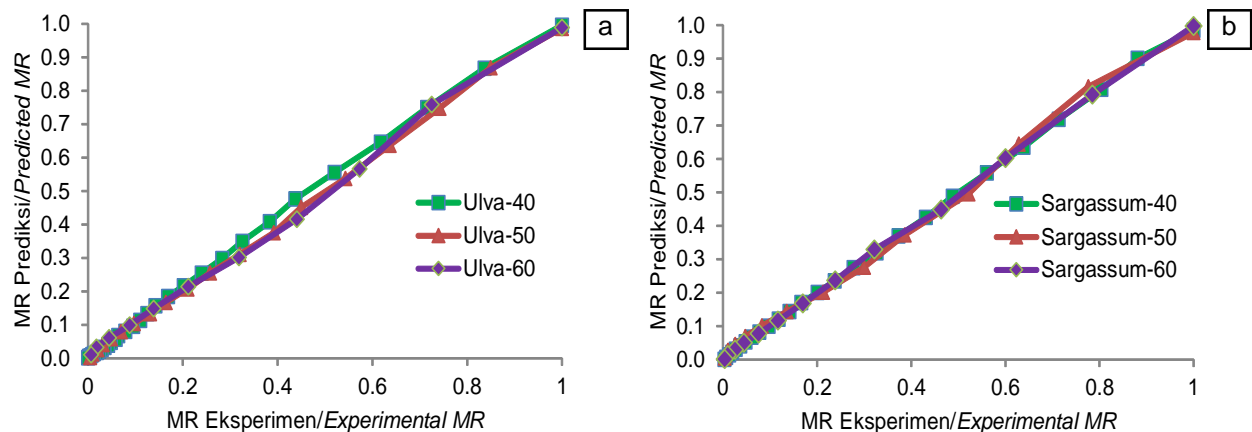 a
MR Prediksi/Predicted MR
1.0
0.9
0.8
0.7
0.6
0.5
0.4
0.3
0.2
0.1
0.0
Ulva-40
Ulva-50
Ulva-60
0 0.2 0.4 0.6 0.8 1
MR Eksperimen/Experimental MR
b
MR Prediksi/Predicted MR
1.0
0.9
0.8
0.7
0.6
0.5
0.4
0.3
0.2
0.1
0.0
Sargassum-40
Sargassum-50
Sargassum-60
0 0.2 0.4 0.6 0.8 1
MR Eksperimen/Experimental MR